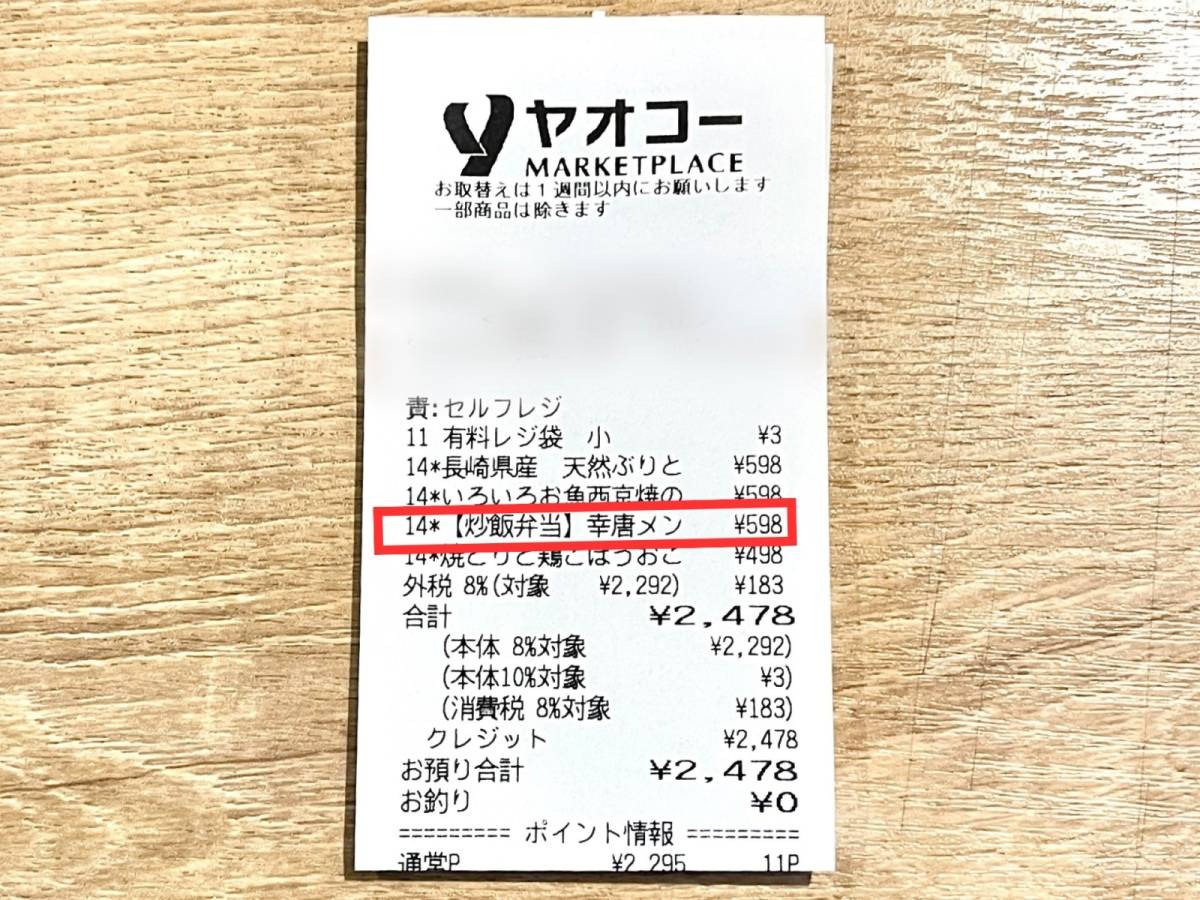 ヤオコー
MARKETPLACE
お取替えは1週間以内にお願いします
一部商品は除きます
責:セルフレジ
11 有料レジ袋 小 ¥3
14*長崎県産 天然ぶりと ¥598
14*いろいろお魚西京焼の ¥598
14*【炒飯弁当】幸唐メン ¥598
14*焼とりと鶏ごぼうおこ ¥498
外税 8%(対象 ¥2,292) ¥183
合計 ¥2,478
(本体 8%対象 ¥2,292)
(本体10%対象 ¥3)
(消費税 8%対象 ¥183)
クレジット ¥2,478
お預り合計 ¥2,478
お釣り ¥0
========= ポイント情報 =========
通常P ¥2,295 11P